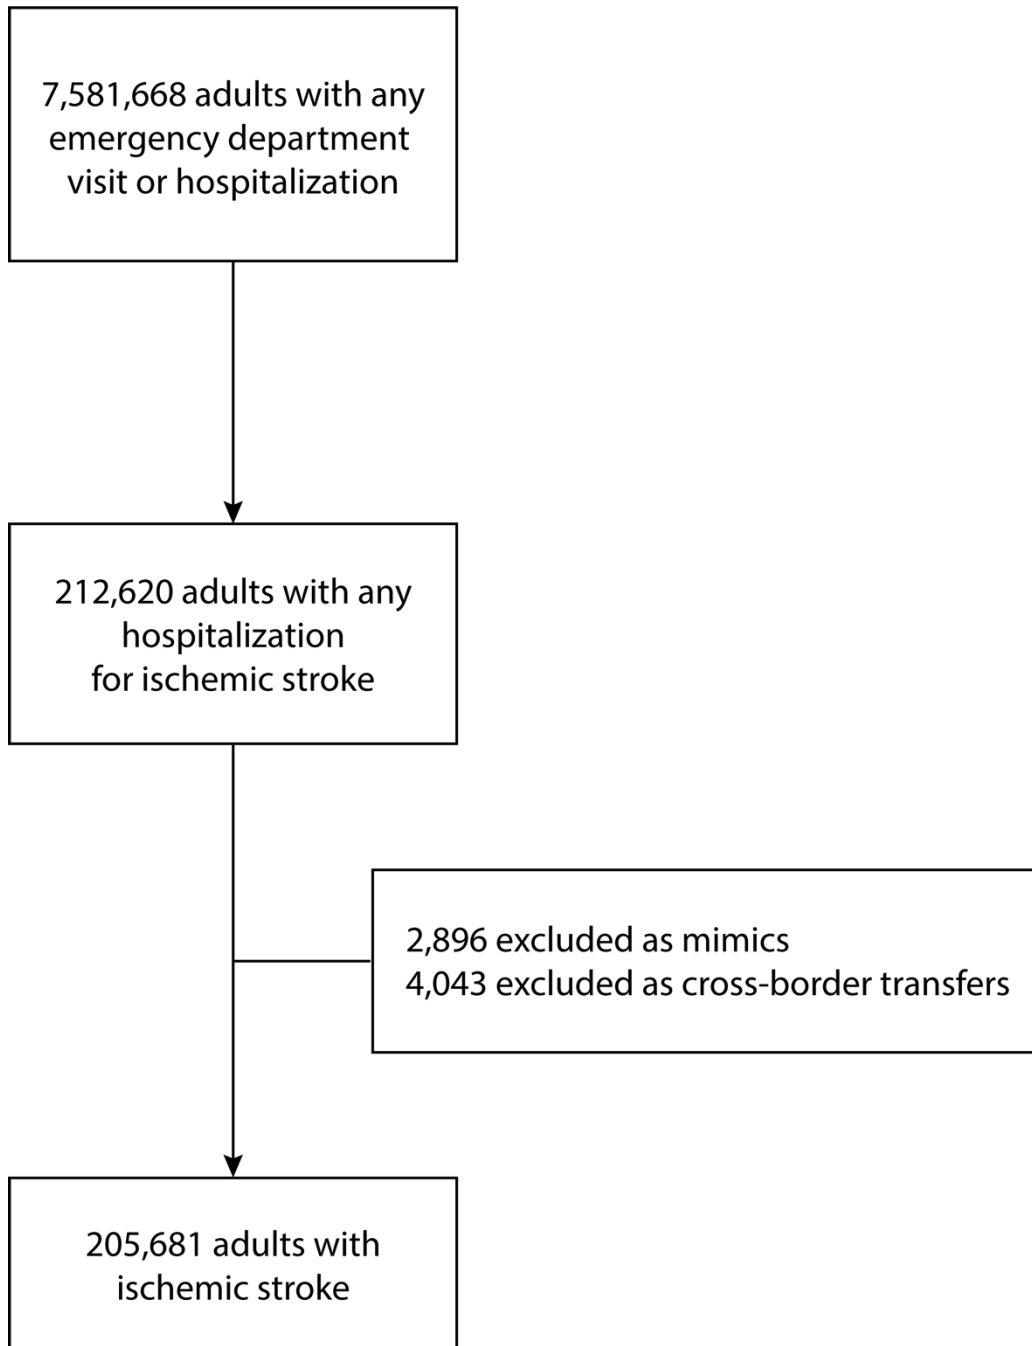 7,581,668 adults with any
emergency department
visit or hospitalization
212,620 adults with any
hospitalization
for ischemic stroke
2,896 excluded as mimics
4,043 excluded as cross-border transfers
205,681 adults with
ischemic stroke